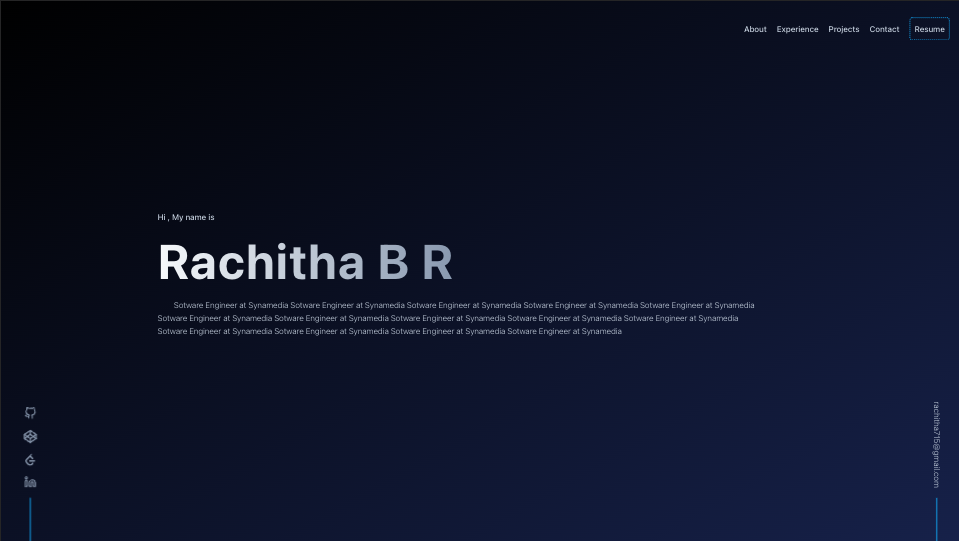 About Experience Projects Contact Resume
Hi , My name is
Rachitha B R
Sotware Engineer at Synamedia Sotware Engineer at Synamedia Sotware Engineer at Synamedia Sotware Engineer at Synamedia Sotware Engineer at Synamedia
Sotware Engineer at Synamedia Sotware Engineer at Synamedia Sotware Engineer at Synamedia Sotware Engineer at Synamedia Sotware Engineer at Synamedia
Sotware Engineer at Synamedia Sotware Engineer at Synamedia Sotware Engineer at Synamedia Sotware Engineer at Synamedia
rachitha715@gmail.com